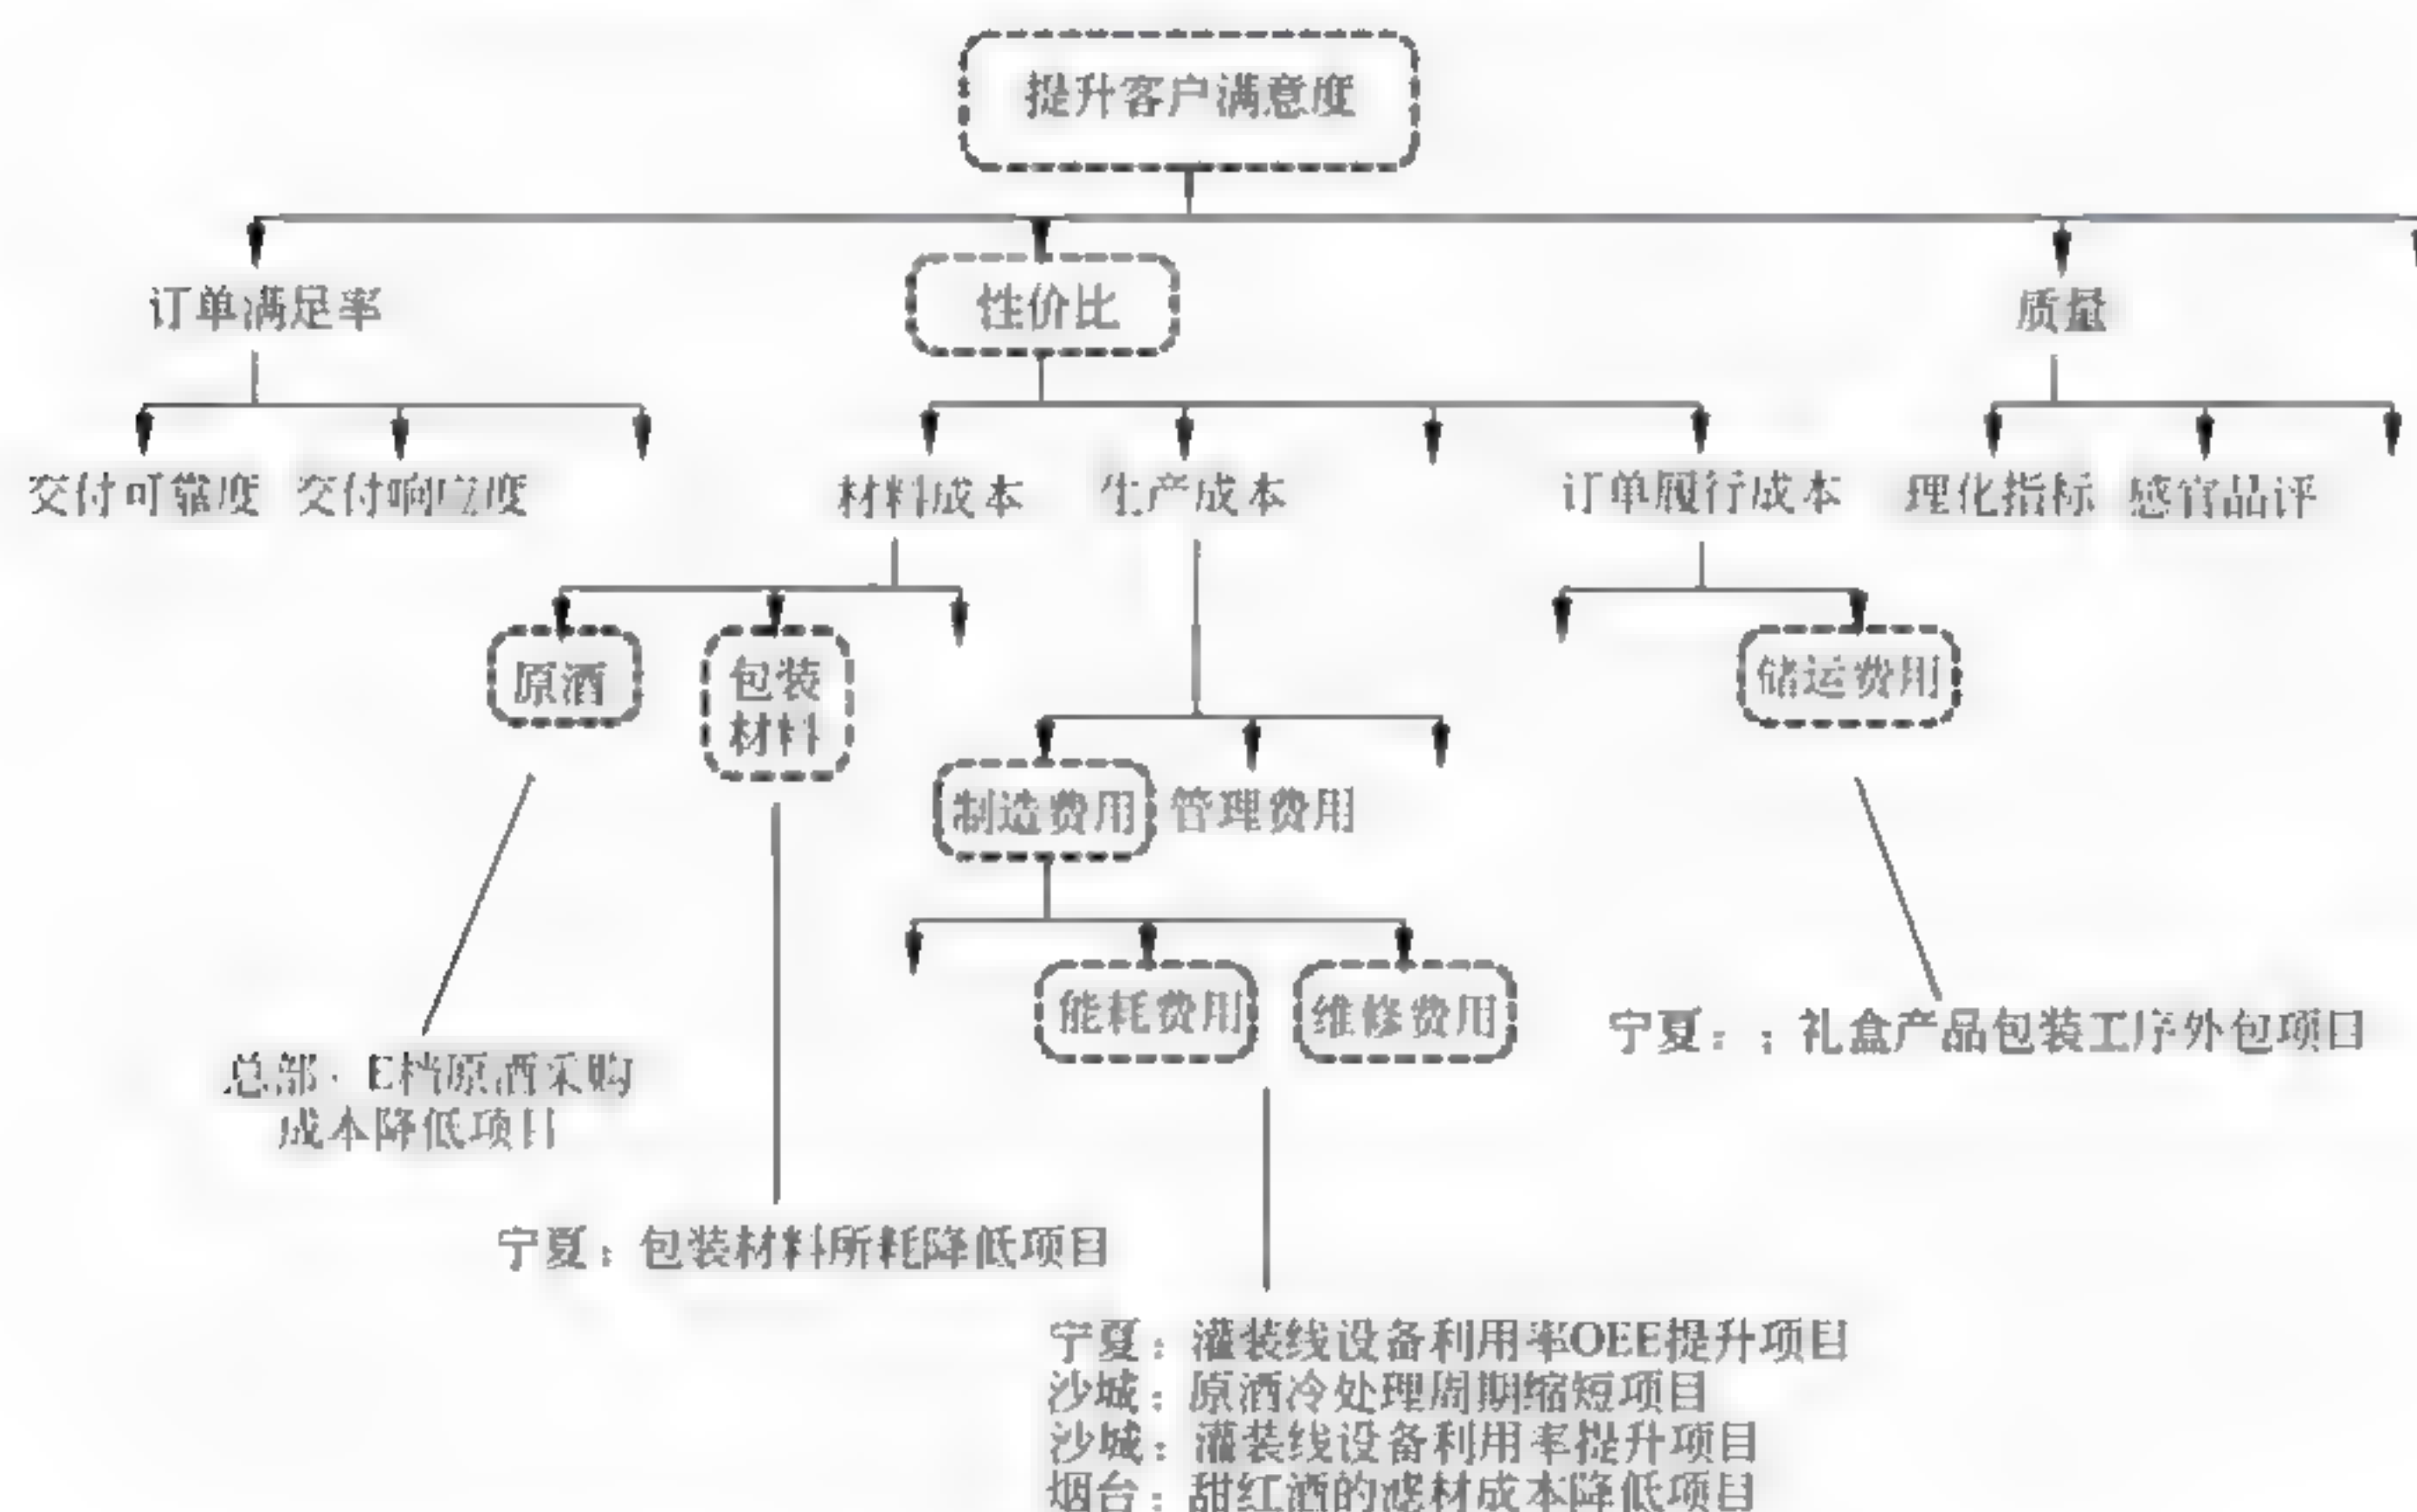 提升客户满意度
订单满足率
性价比
质量
交付可靠度
交付响应度
材料成本
生产成本
订单履行成本
理化指标
感官品评
原酒
包装
材料
储运费用
制造费用
管理费用
能耗费用
维修费用
宁夏：；礼盒产品包装工序外包项目
总部：E档原酒采购
成本降低项目
宁夏：包装材料所耗降低项目
宁夏：灌装线设备利用率OEE提升项目
沙城：原酒冷处理周期缩短项目
沙城：灌装线设备利用率提升项目
烟台：甜红酒的滤材成本降低项目